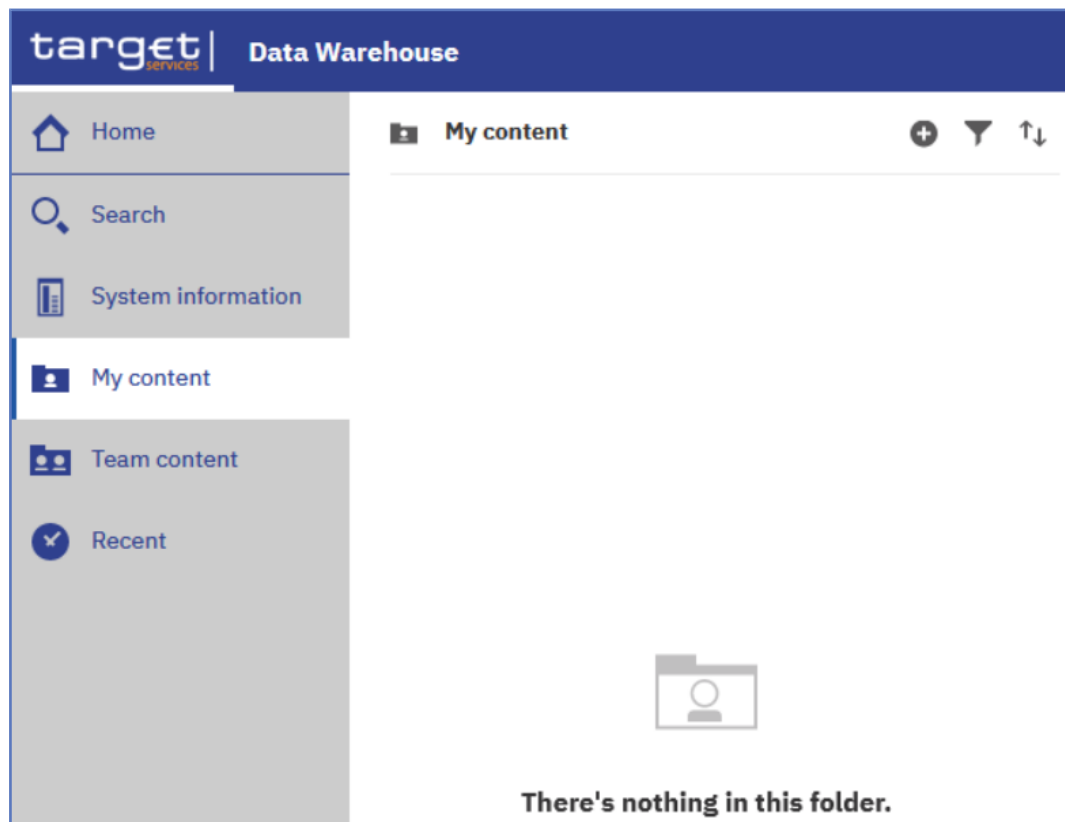 targ€t| Data Warehouse
services
Home
My content
Search
System information
My content
Team content
Recent
There's nothing in this folder.